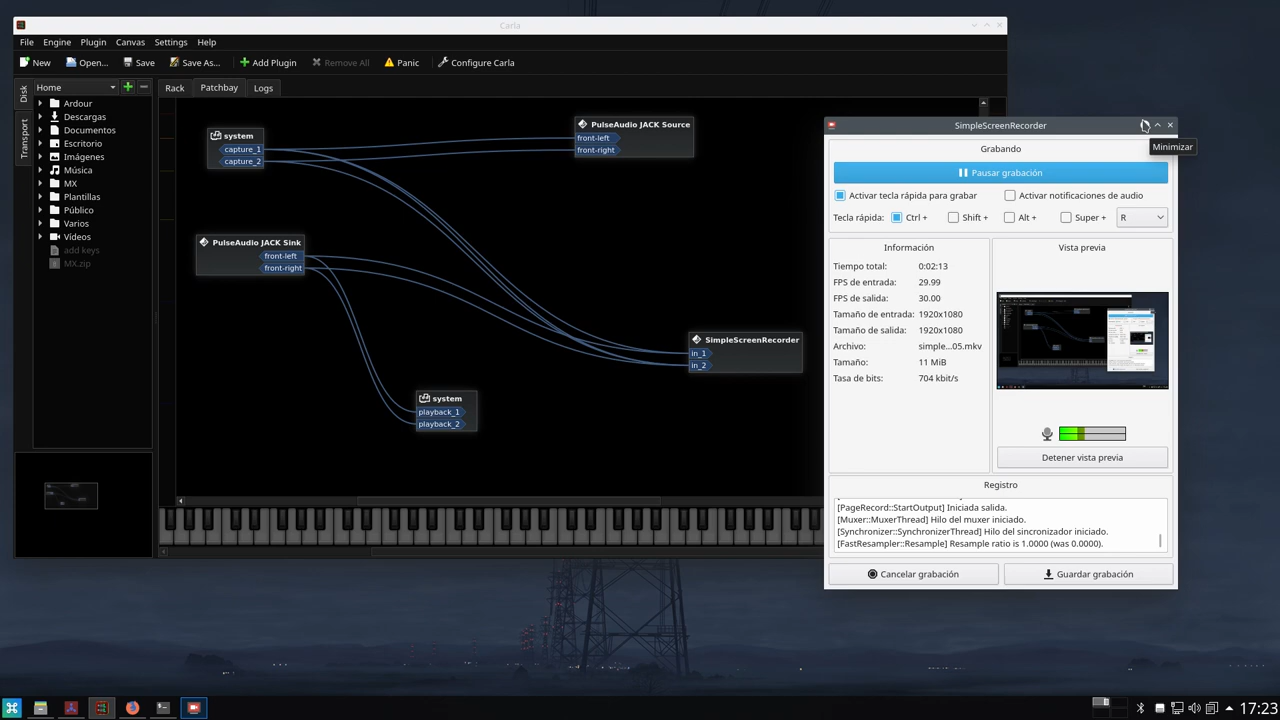 Carla
File Engine Plugin Canvas Settings Help
New Open... Save Save As... Add Plugin Remove All Panic Configure Carla
Disk
Transport
Home
Ardour
Descargas
Documentos
Escritorio
Imágenes
Música
MX
Plantillas
Público
Varios
Vídeos
add keys
MX.zip
Rack Patchbay Logs
system
capture_1
capture_2
PulseAudio JACK Source
front-left
front-right
PulseAudio JACK Sink
front-left
front-right
SimpleScreenRecorder
in_1
in_2
system
playback_1
playback_2
SimpleScreenRecorder
Minimizar
Grabando
Pausar grabación
Activar tecla rápida para grabar Activar notificaciones de audio
Tecla rápida: Ctrl + Shift + Alt + Super + R
Información
Tiempo total: 0:02:13
FPS de entrada: 29.99
FPS de salida: 30.00
Tamaño de entrada: 1920x1080
Tamaño de salida: 1920x1080
Archivo: simple...05.mkv
Tamaño: 11 MiB
Tasa de bits: 704 kbit/s
Vista previa
Detener vista previa
Registro
[PageRecord::StartOutput] Iniciada salida.
[Muxer::MuxerThread] Hilo del muxer iniciado.
[Synchronizer::SynchronizerThread] Hilo del sincronizador iniciado.
[FastResampler::Resample] Resample ratio is 1.0000 (was 0.0000).
Cancelar grabación Guardar grabación
17:23